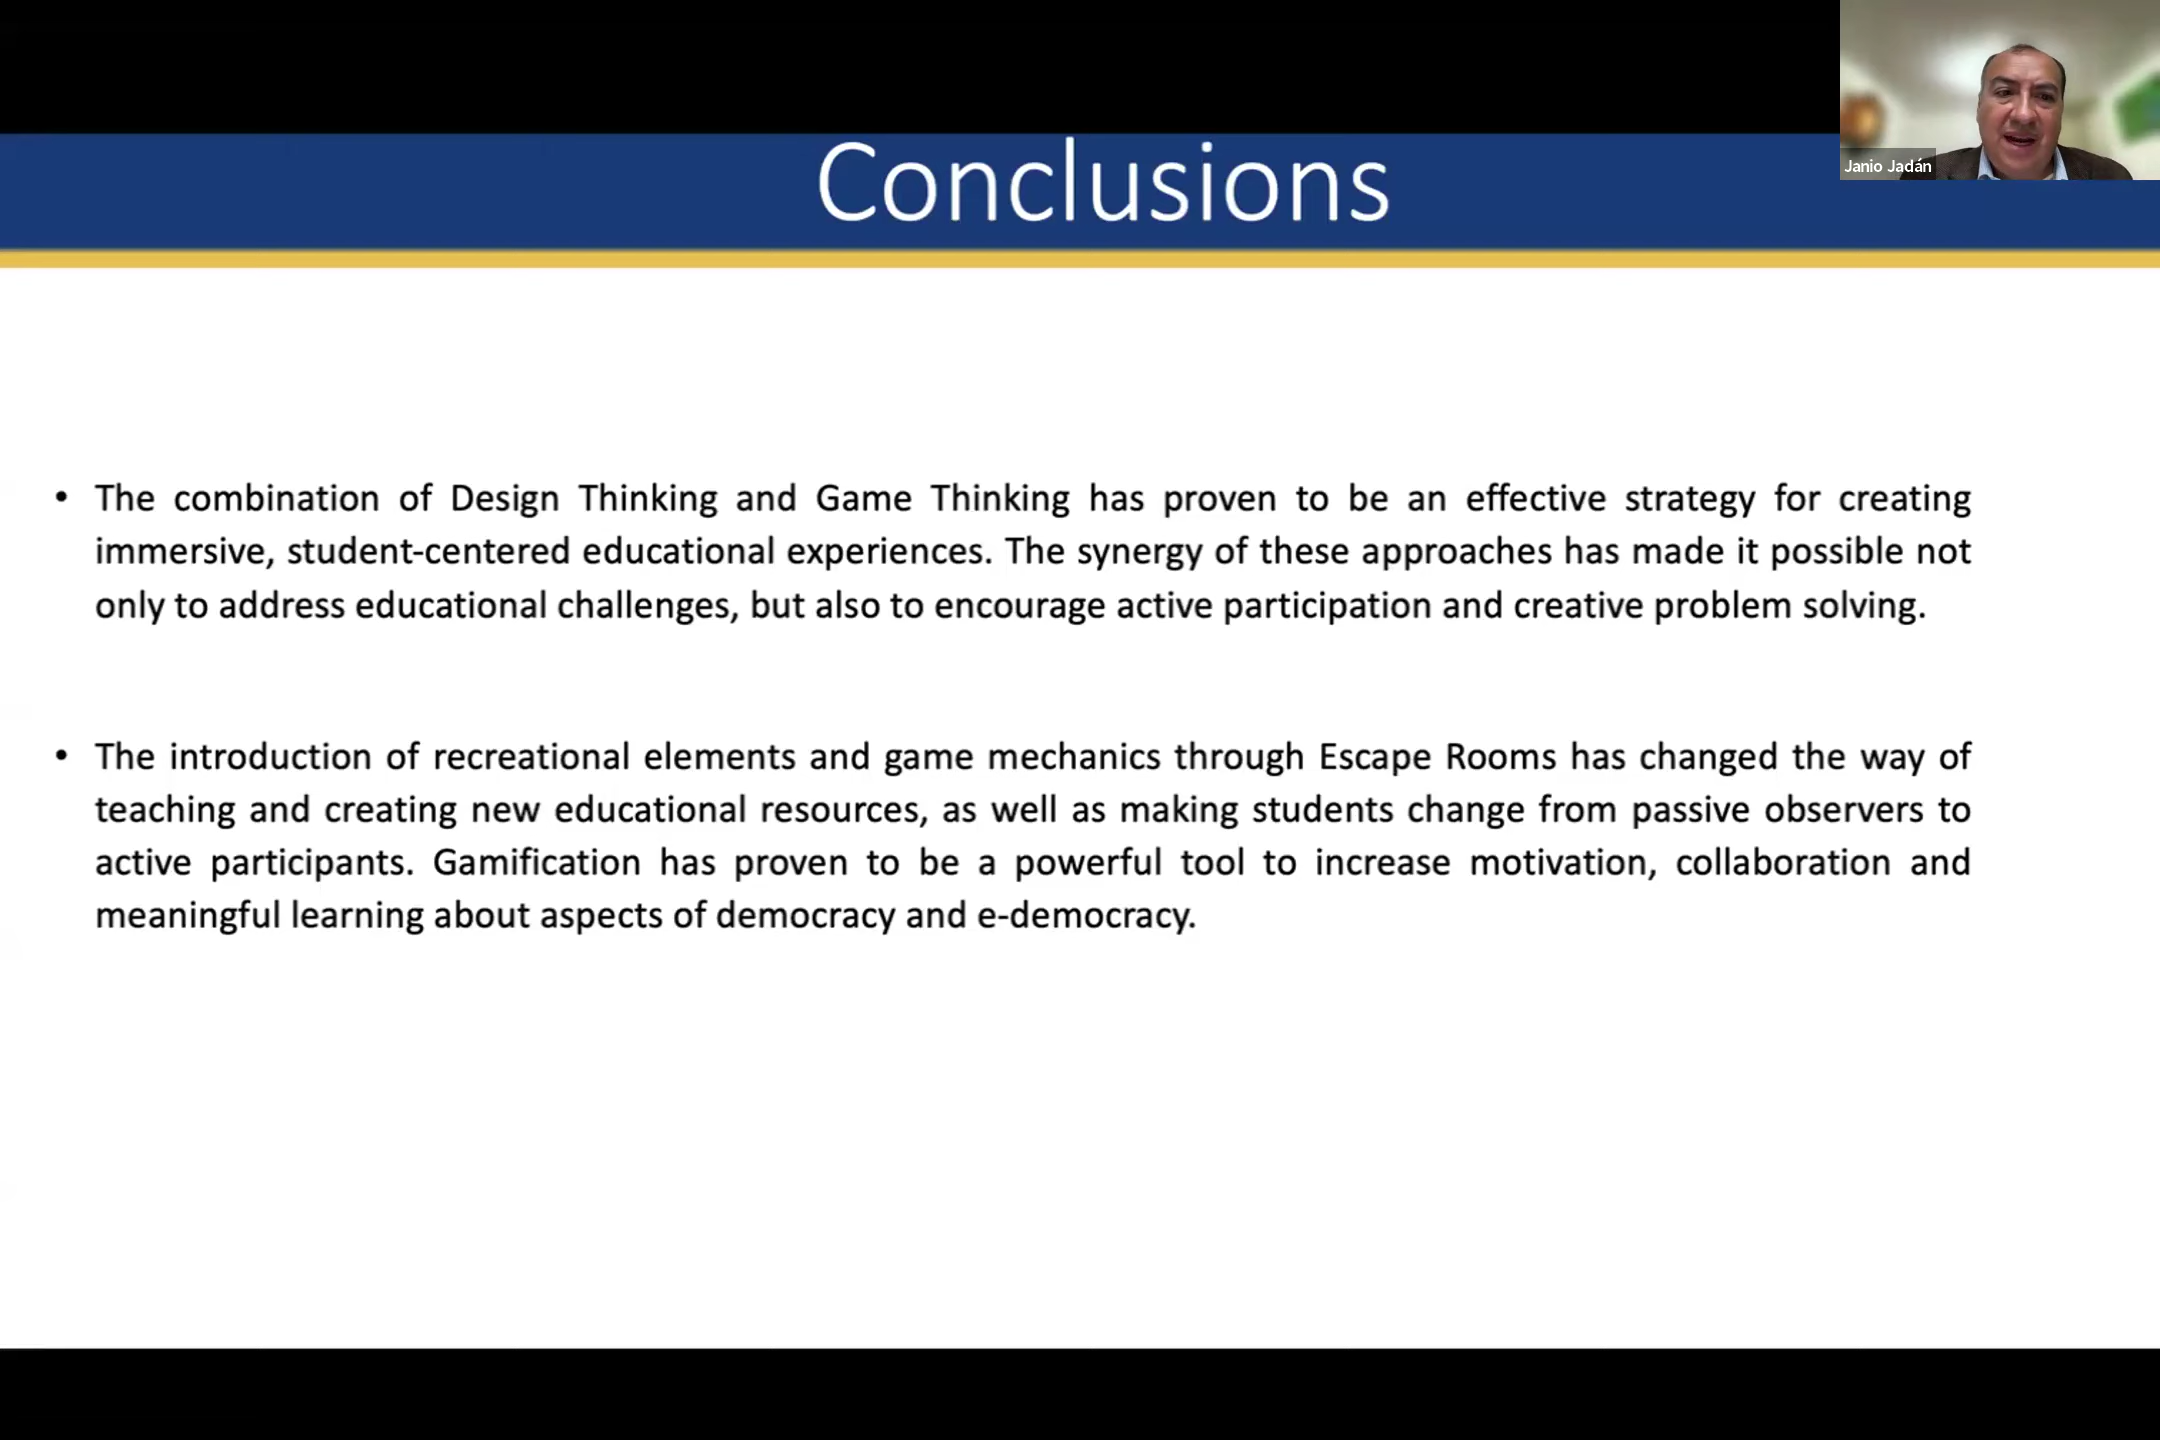 Conclusions
Janio Jadán
• The combination of Design Thinking and Game Thinking has proven to be an effective strategy for creating
immersive, student-centered educational experiences. The synergy of these approaches has made it possible not
only to address educational challenges, but also to encourage active participation and creative problem solving.
• The introduction of recreational elements and game mechanics through Escape Rooms has changed the way of
teaching and creating new educational resources, as well as making students change from passive observers to
active participants. Gamification has proven to be a powerful tool to increase motivation, collaboration and
meaningful learning about aspects of democracy and e-democracy.